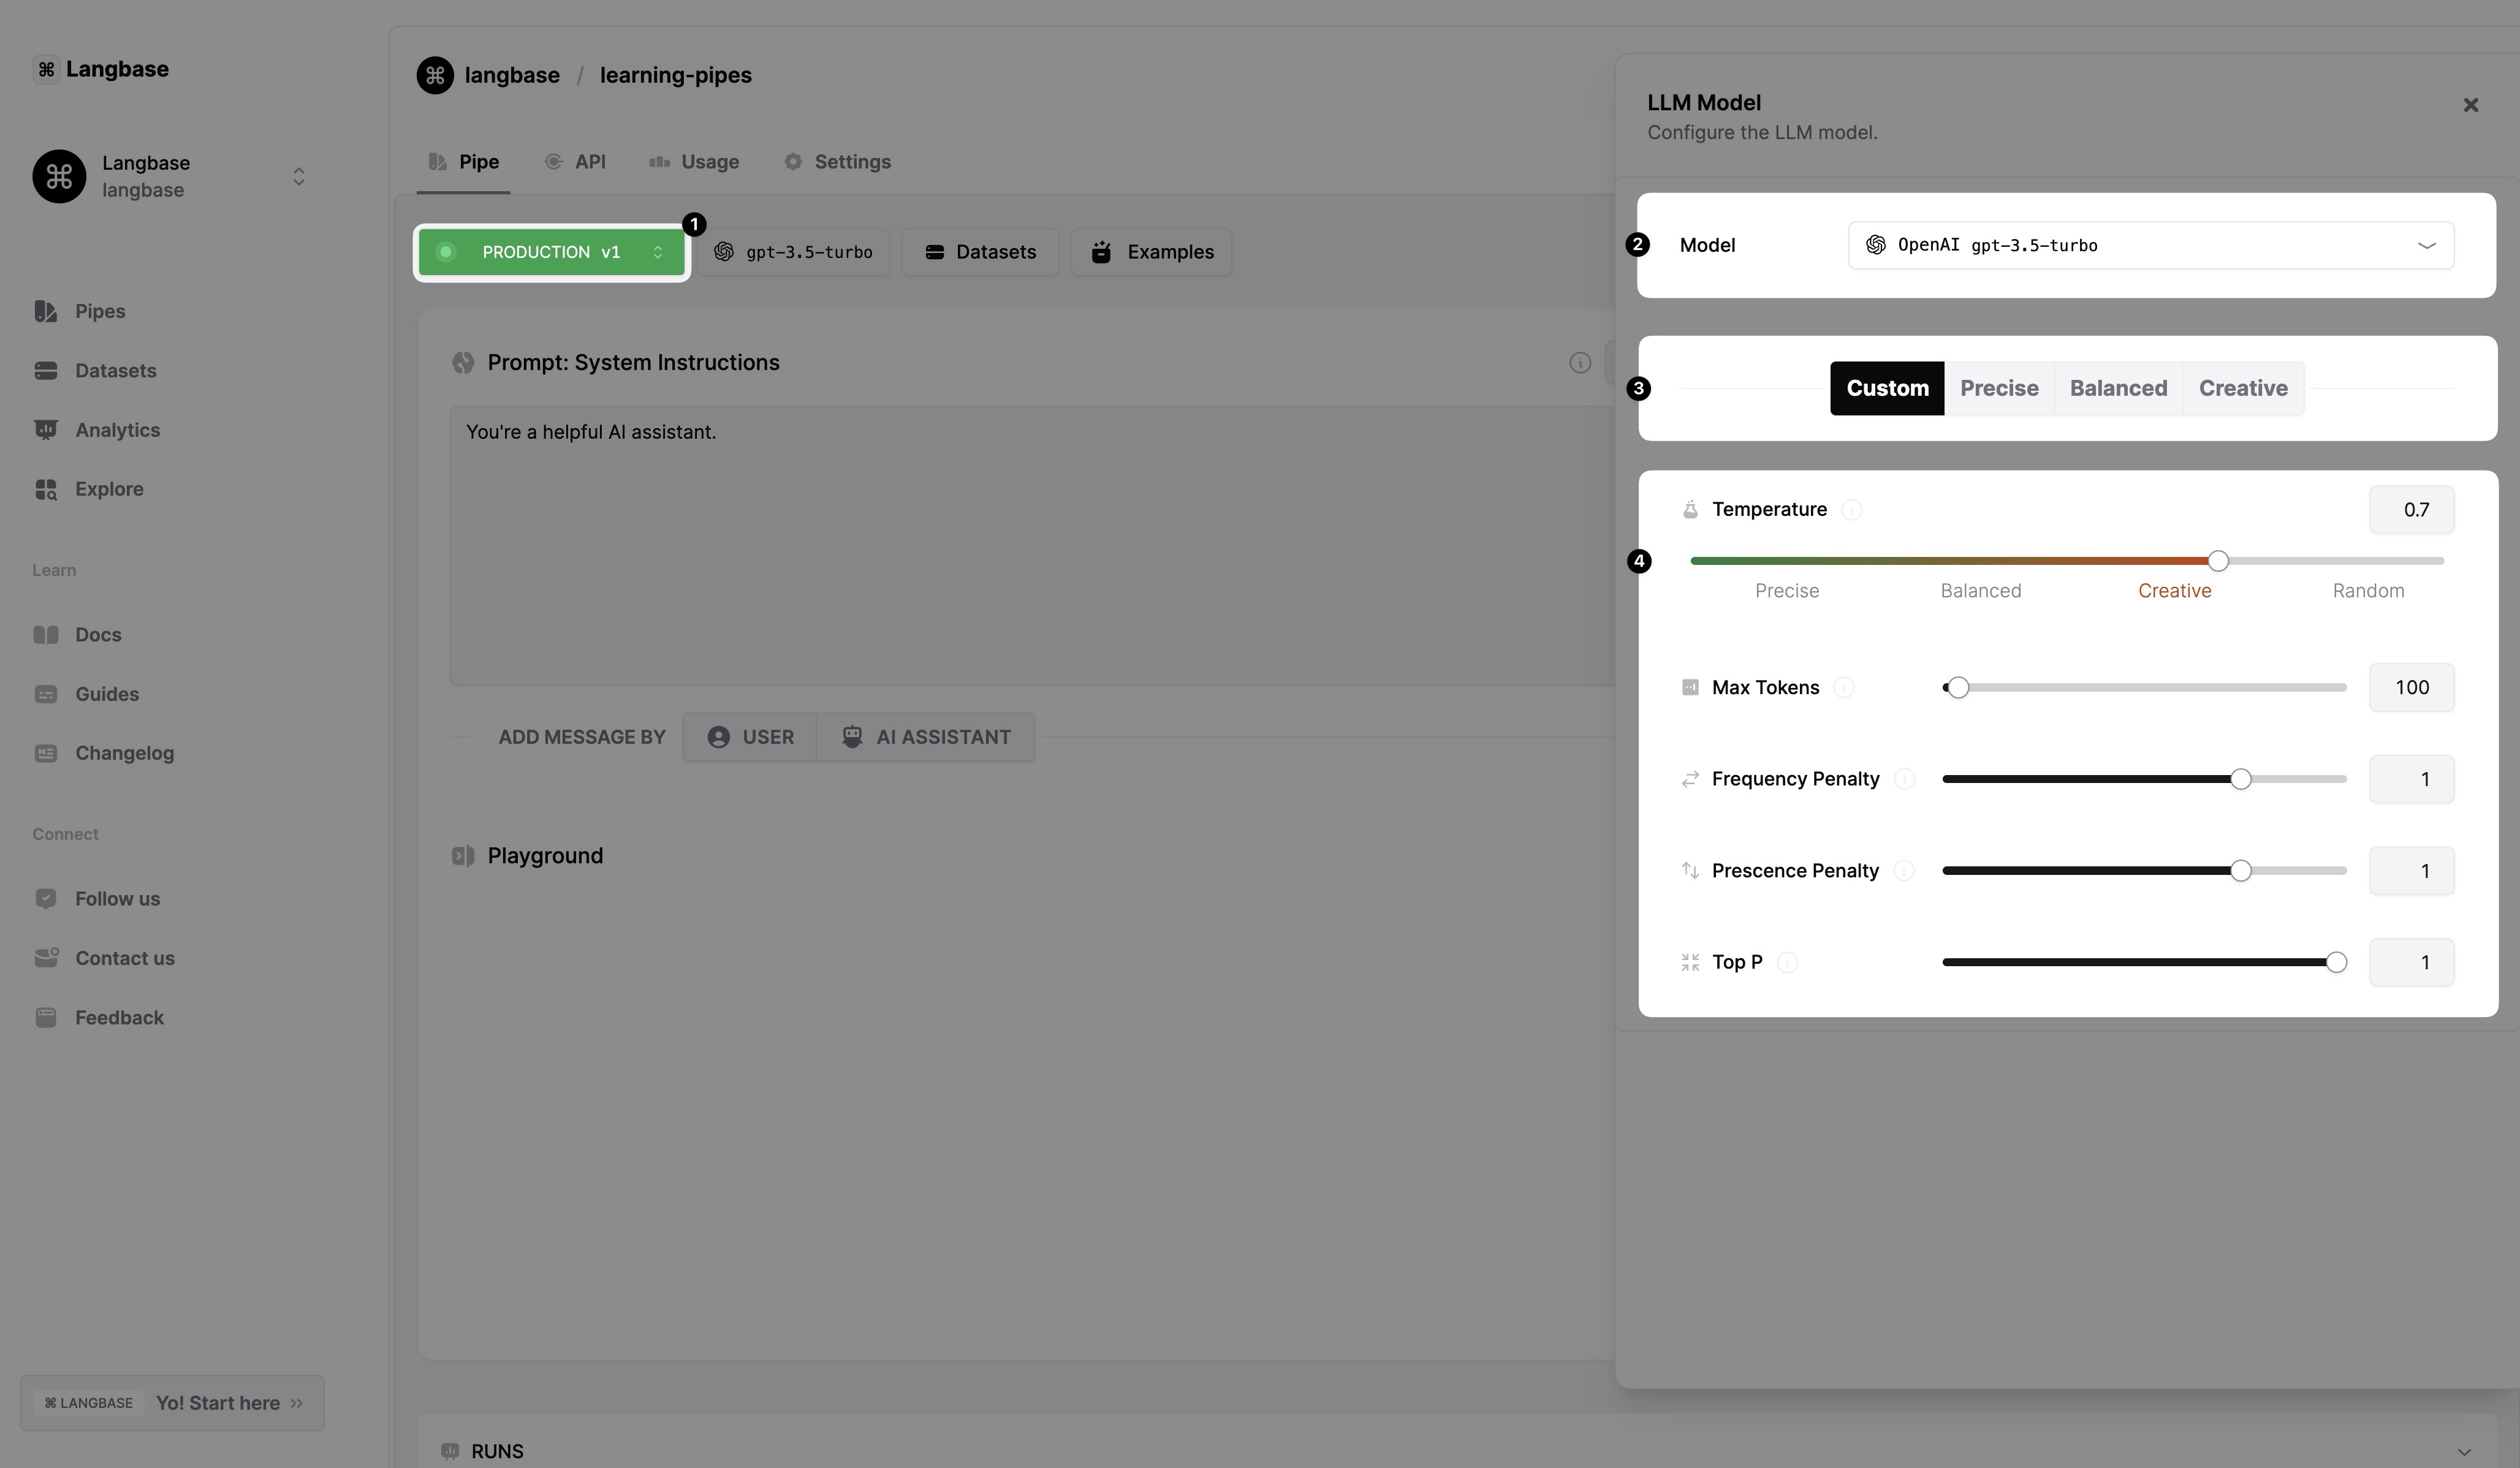 Langbase
Langbase
langbase
Pipes
Datasets
Analytics
Explore
Learn
Docs
Guides
Changelog
Connect
Follow us
Contact us
Feedback
LANGBASE Yo! Start here
langbase / learning-pipes
Pipe API Usage Settings
PRODUCTION v1 1 gpt-3.5-turbo Datasets Examples
Prompt: System Instructions
You're a helpful AI assistant.
ADD MESSAGE BY USER AI ASSISTANT
Playground
RUNS
LLM Model
Configure the LLM model.
2 Model OpenAI gpt-3.5-turbo
3 Custom Precise Balanced Creative
Temperature 0.7
4
Precise Balanced Creative Random
Max Tokens 100
Frequency Penalty 1
Prescence Penalty 1
Top P 1